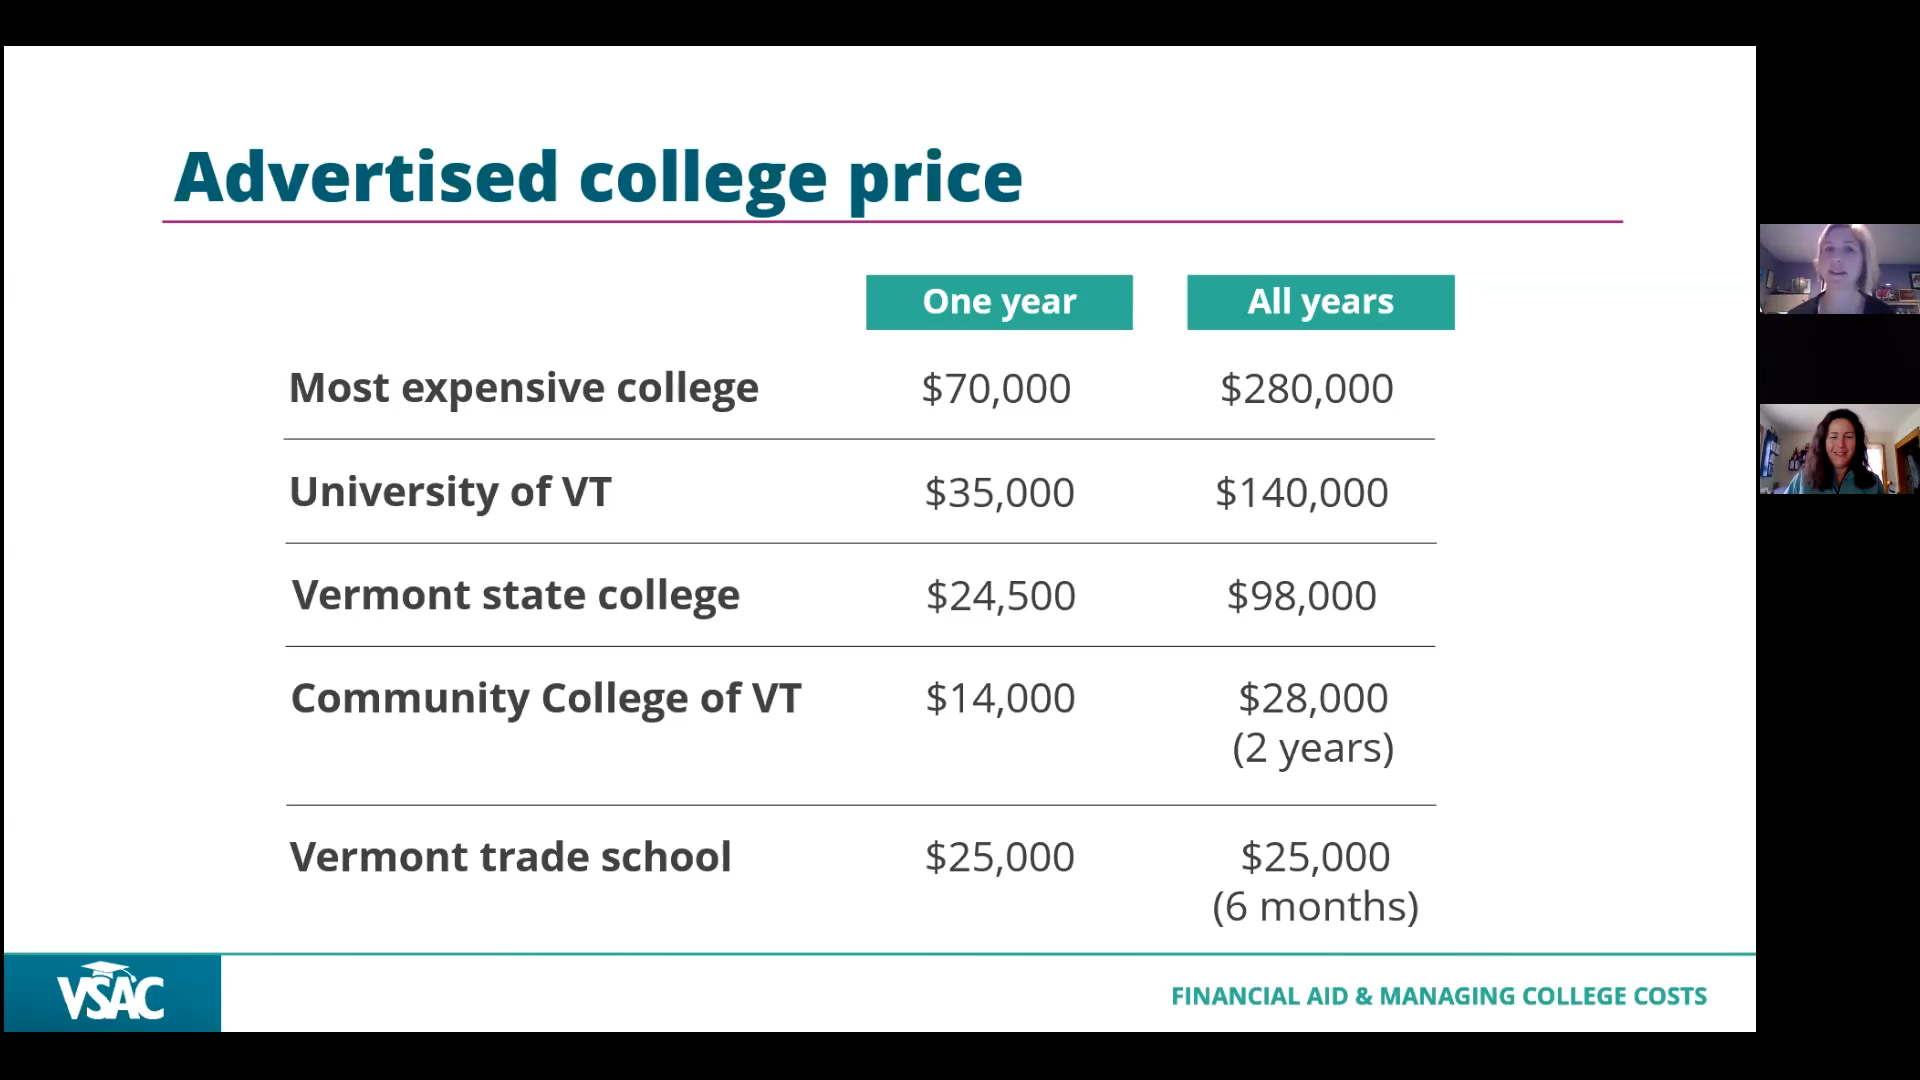 Advertised college price
One year All years
Most expensive college $70,000 $280,000
University of VT $35,000 $140,000
Vermont state college $24,500 $98,000
Community College of VT $14,000 $28,000
(2 years)
Vermont trade school $25,000 $25,000
(6 months)
VSAC
FINANCIAL AID & MANAGING COLLEGE COSTS